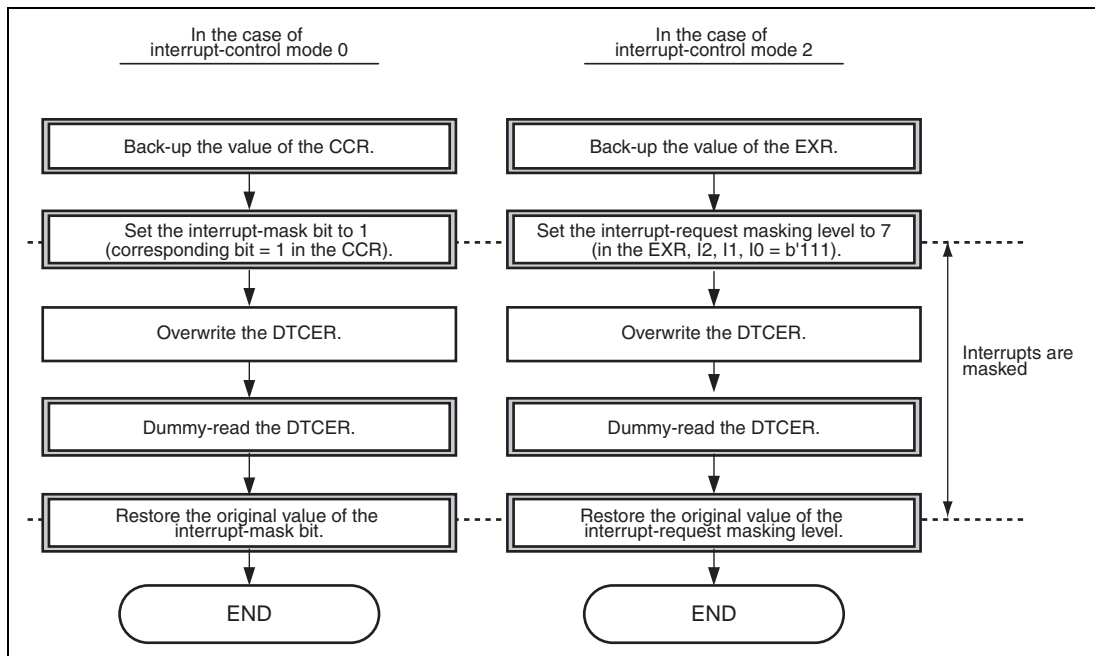 In the case of
interrupt-control mode 0
Back-up the value of the CCR.
Set the interrupt-mask bit to 1
(corresponding bit = 1 in the CCR).
Overwrite the DTCER.
Dummy-read the DTCER.
Restore the original value of the
interrupt-mask bit.
END
In the case of
interrupt-control mode 2
Back-up the value of the EXR.
Set the interrupt-request masking level to 7
(in the EXR, I2, I1, I0 = b'111).
Overwrite the DTCER.
Dummy-read the DTCER.
Restore the original value of the
interrupt-request masking level.
END
Interrupts are
masked